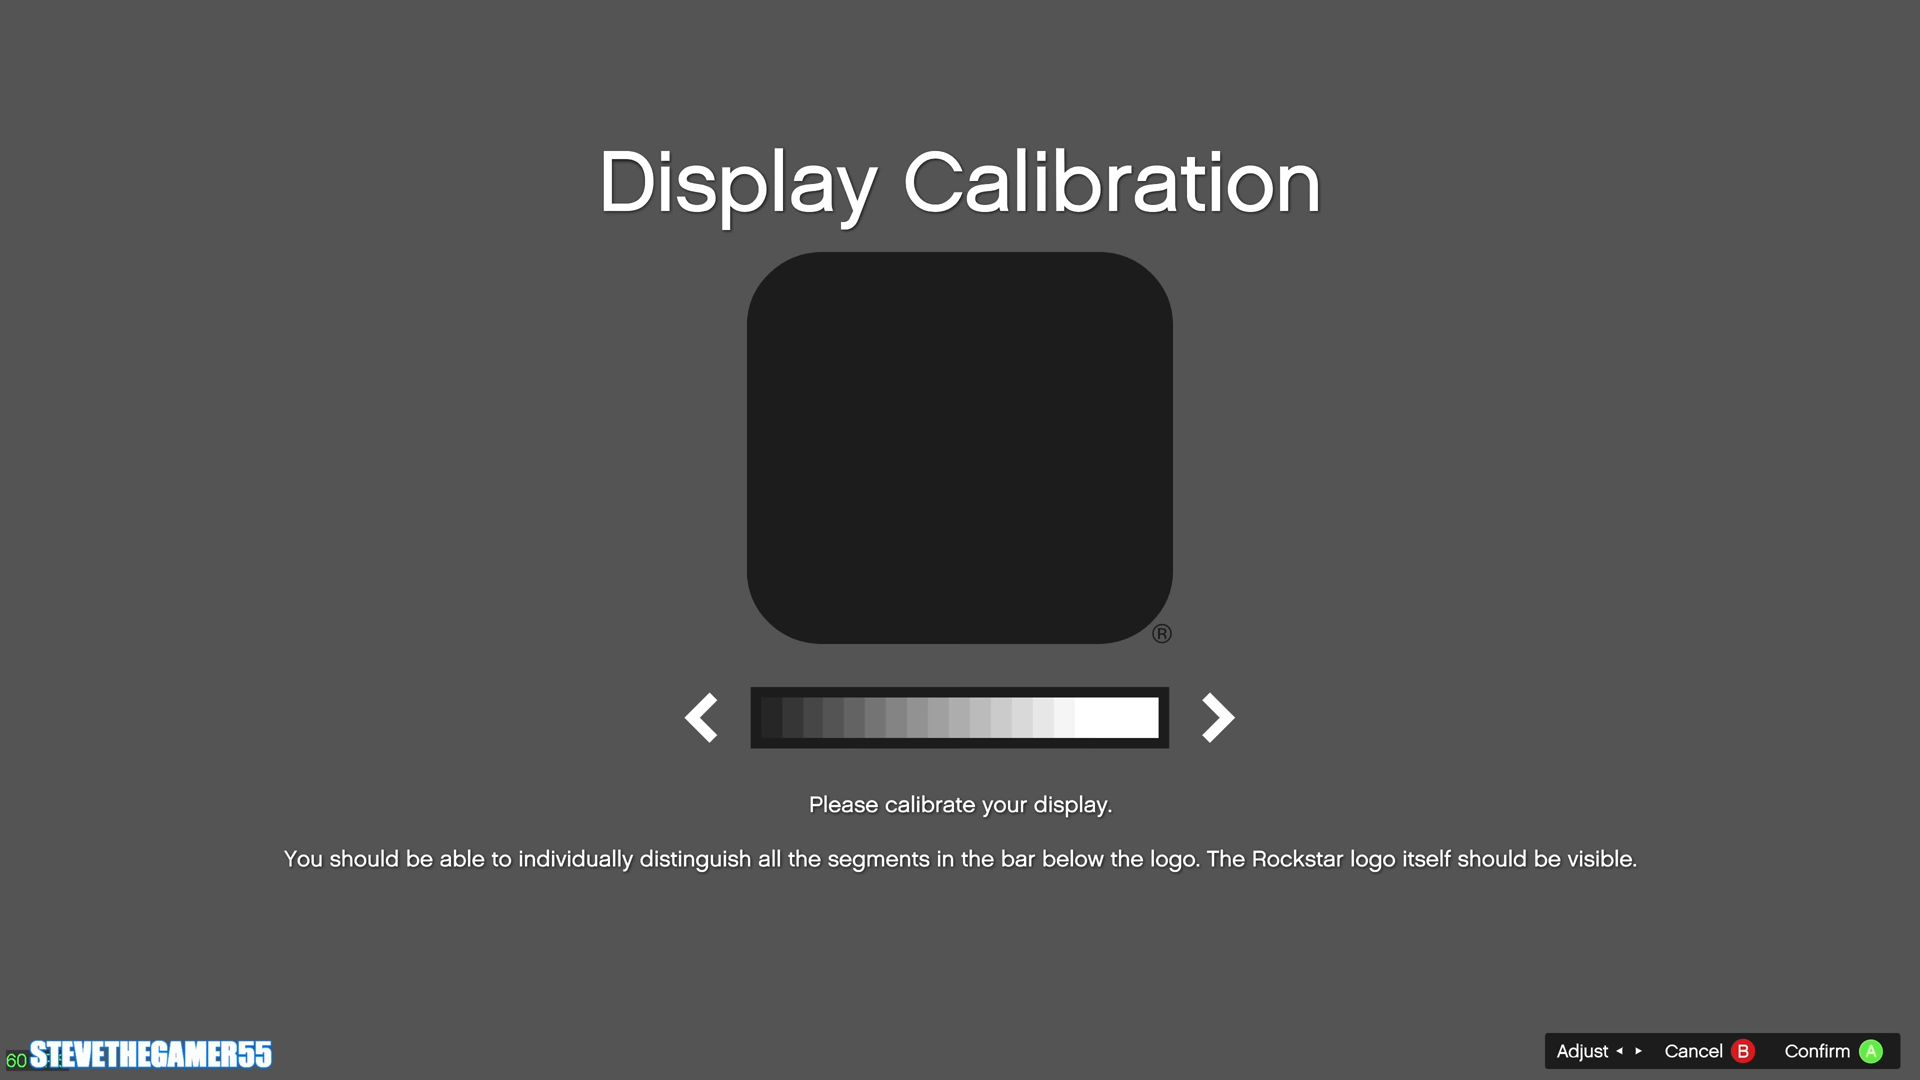 Display Calibration
®
Please calibrate your display.
You should be able to individually distinguish all the segments in the bar below the logo. The Rockstar logo itself should be visible.
60
STEVETHEGAMER55
Adjust Cancel B Confirm A